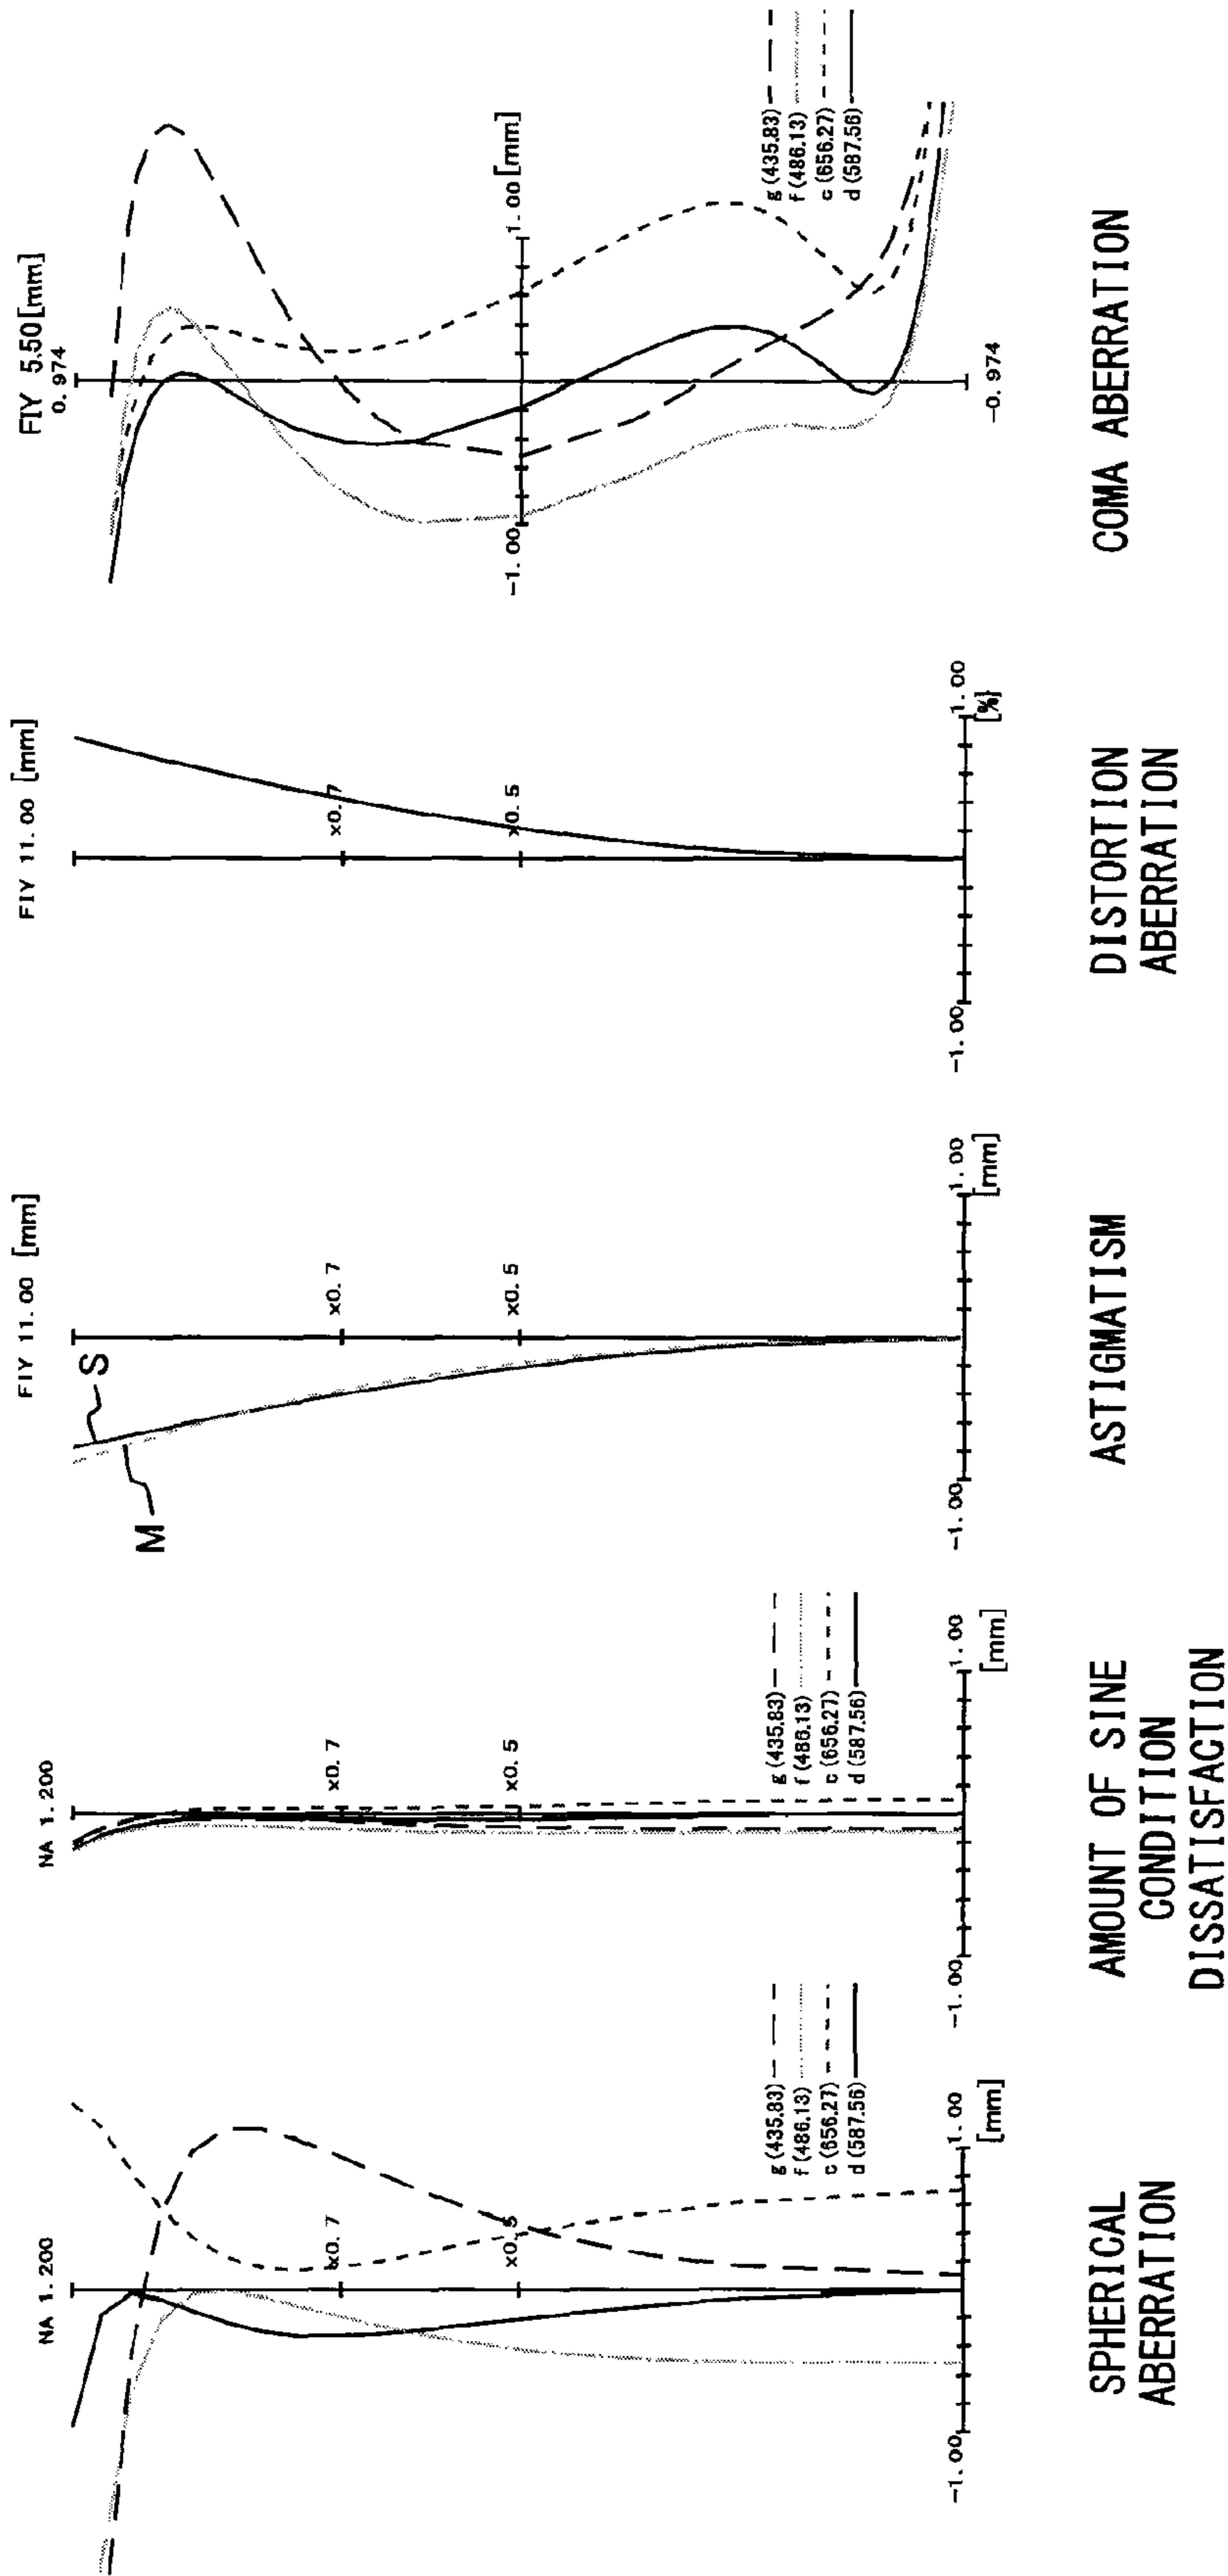 NA 1.200
x0.7
x0.5
g (435.83)
f (486.13)
c (656.27)
d (587.56)
-1.00
1.00
[mm]
SPHERICAL
ABERRATION
NA 1.200
x0.7
x0.5
g (435.83)
f (486.13)
c (656.27)
d (587.56)
-1.00
1.00
[mm]
AMOUNT OF SINE
CONDITION
DISSATISFACTION
FIY 11.00 [mm]
S
M
x0.7
x0.5
-1.00
1.00
[mm]
ASTIGMATISM
FIY 11.00 [mm]
x0.7
x0.5
-1.00
1.00
[%]
DISTORTION
ABERRATION
FIY 5.50[mm]
0.974
-1.00
1.00[mm]
g (435.83)
f (486.13)
c (656.27)
d (587.56)
-0.974
COMA ABERRATION